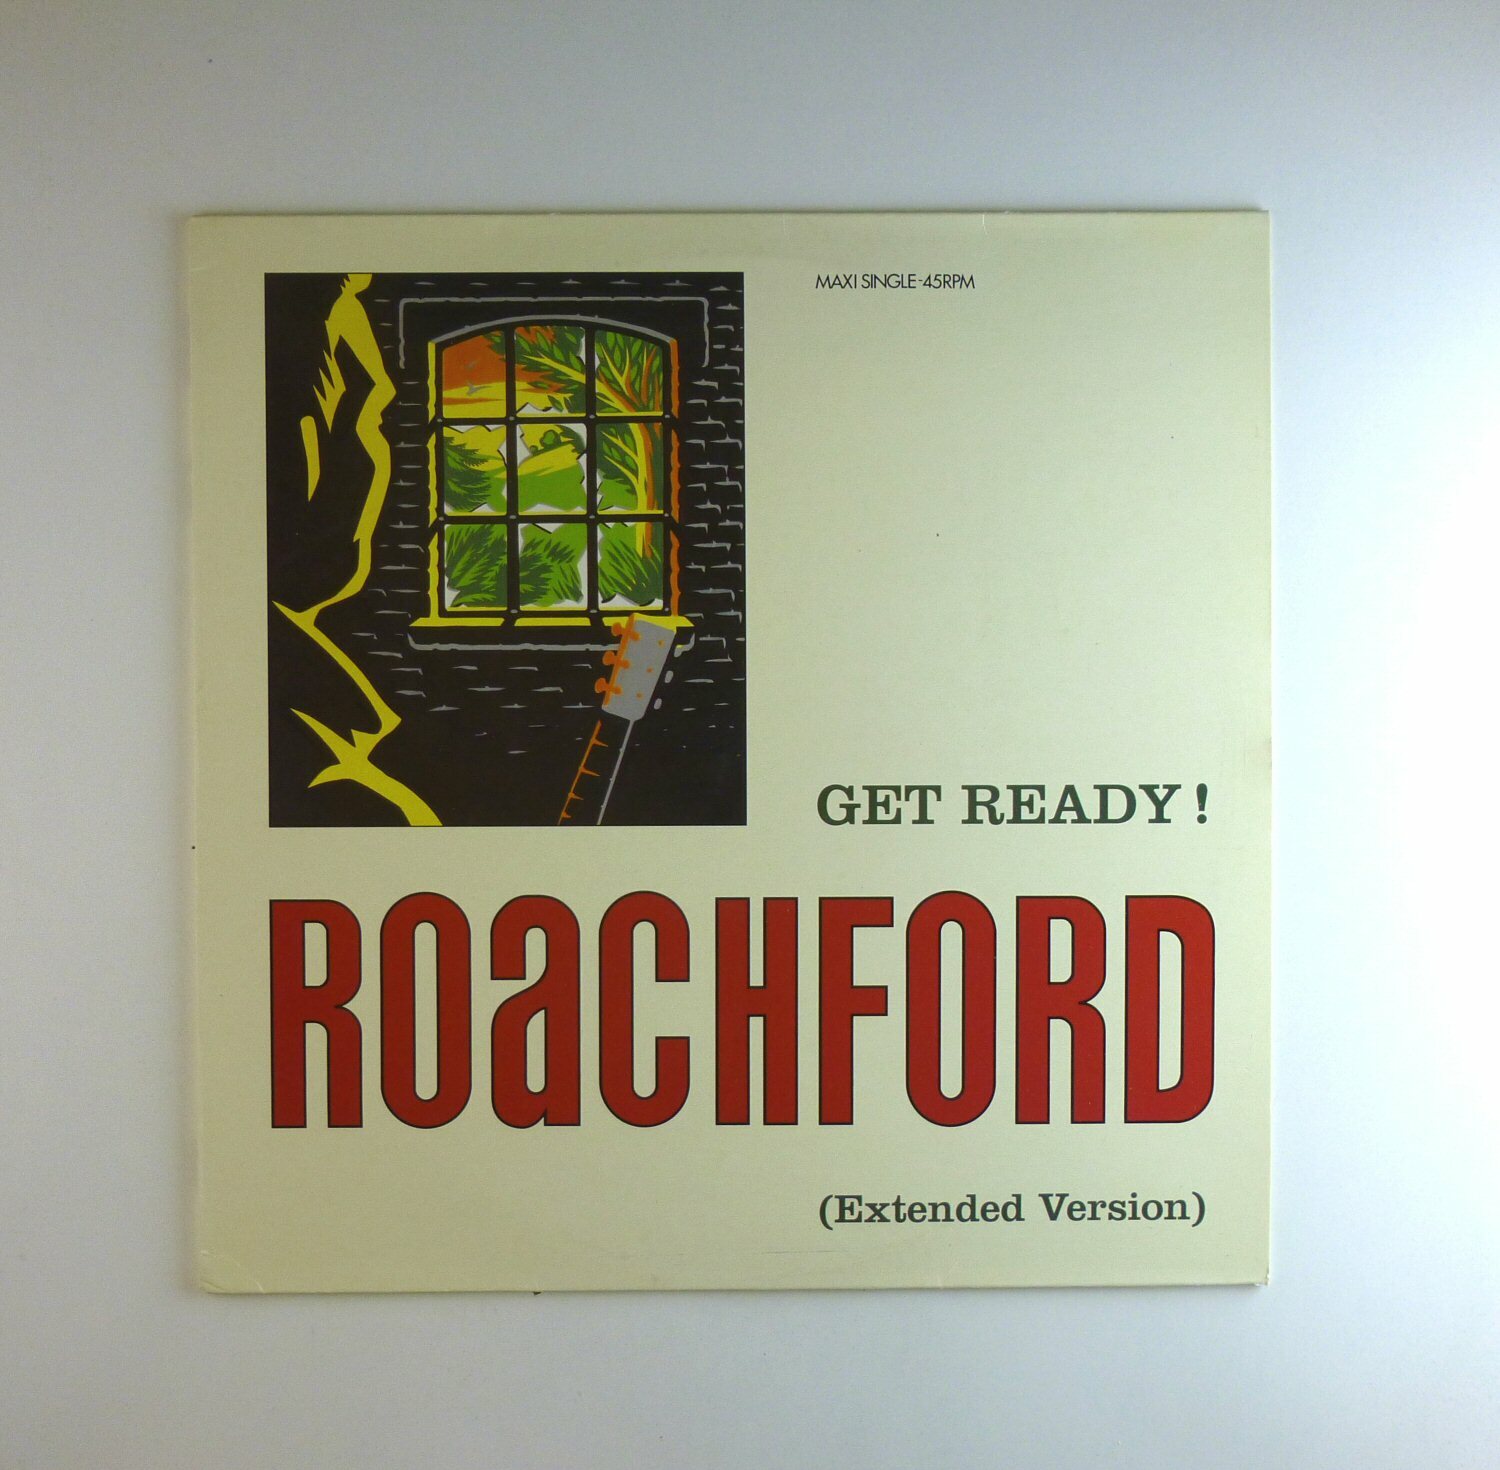 MAXI SINGLE-45RPM
GET READY!
ROaCHFORD
(Extended Version)